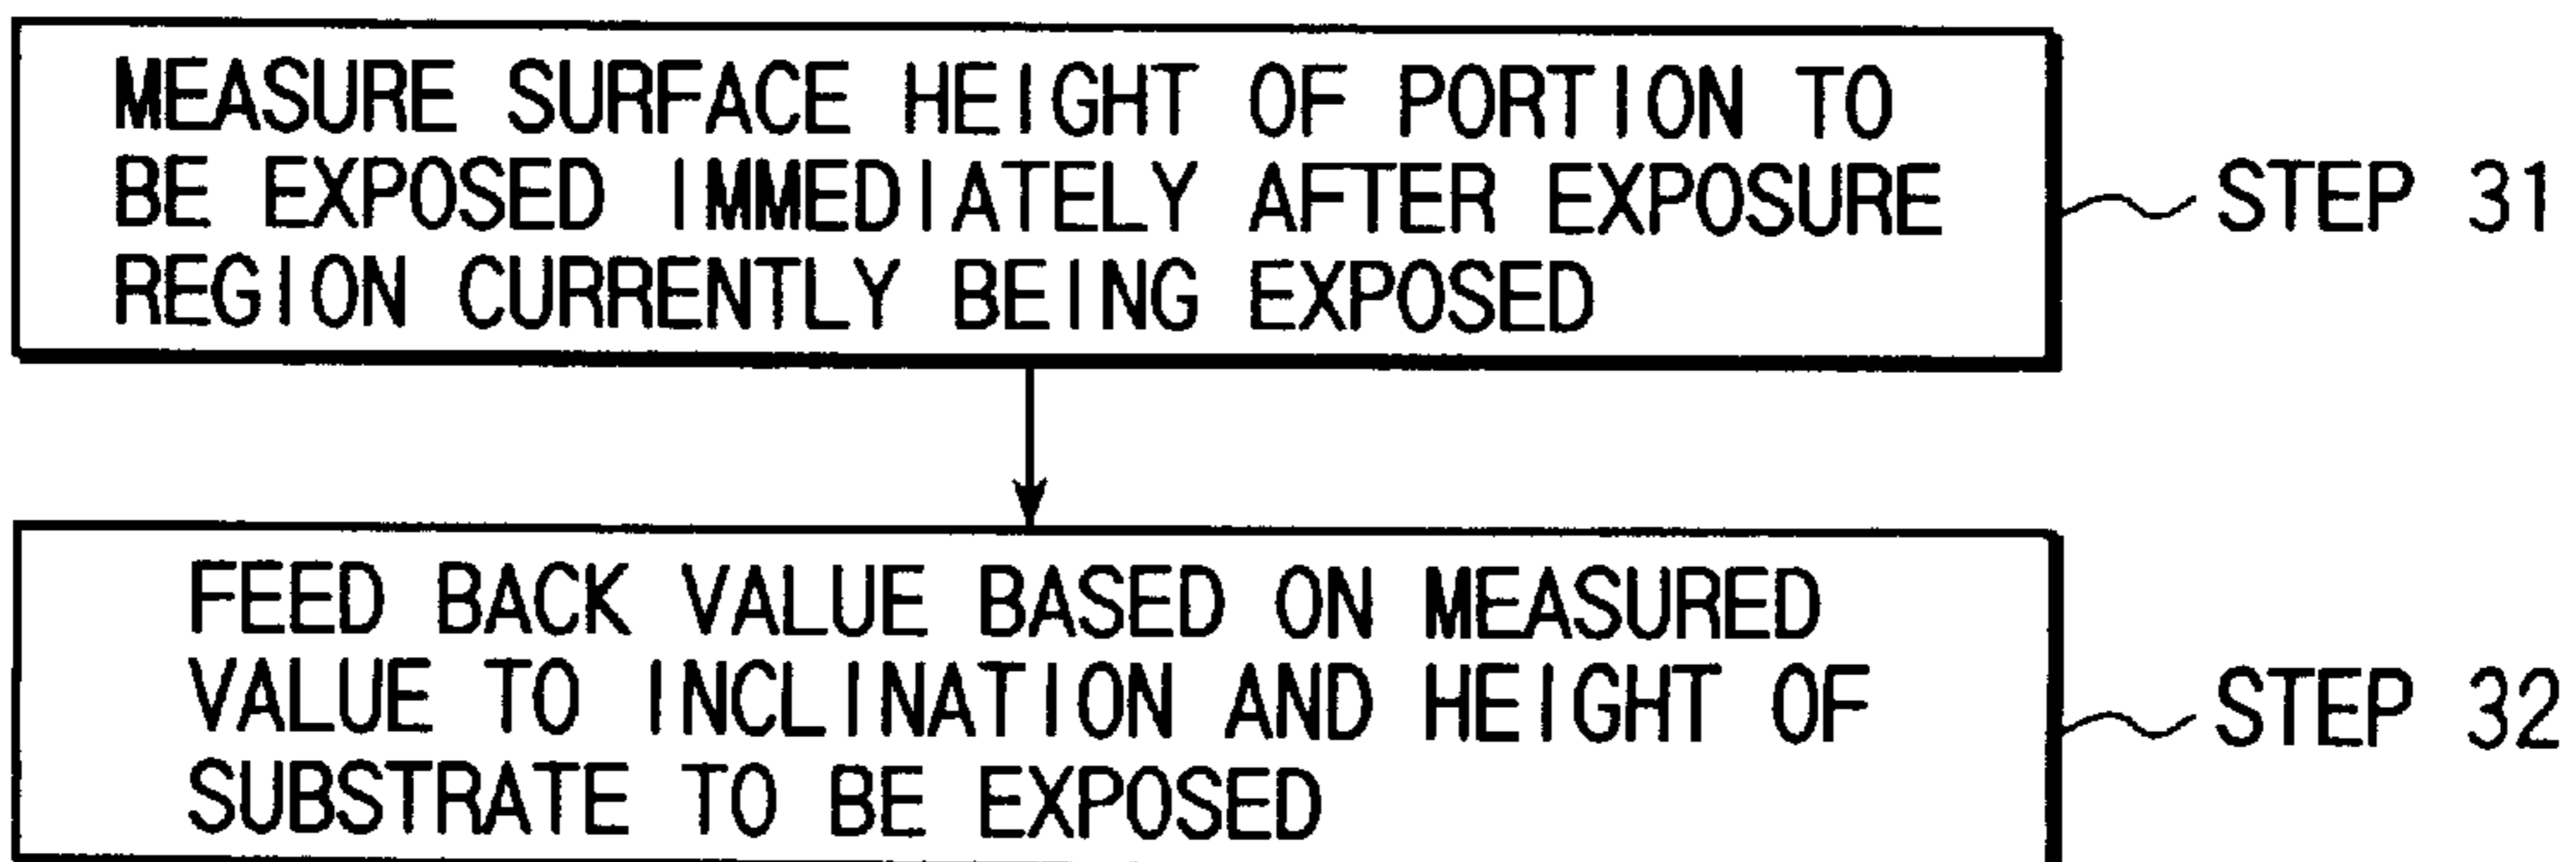 MEASURE SURFACE HEIGHT OF PORTION TO
BE EXPOSED IMMEDIATELY AFTER EXPOSURE
REGION CURRENTLY BEING EXPOSED
STEP 31
FEED BACK VALUE BASED ON MEASURED
VALUE TO INCLINATION AND HEIGHT OF
SUBSTRATE TO BE EXPOSED
STEP 32